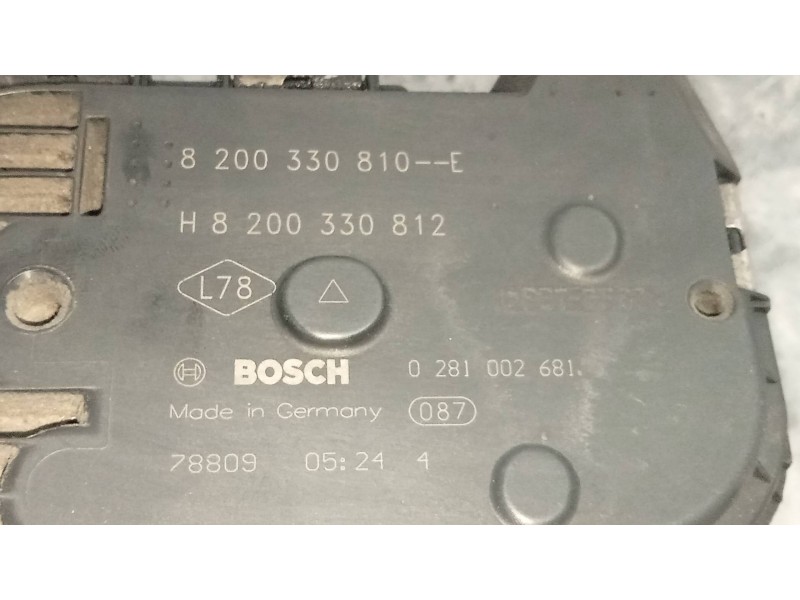 8 200 330 810--E
H 8 200 330 812
L78
BOSCH 0 281 002 681.
Made in Germany 087
78809 05:24 4